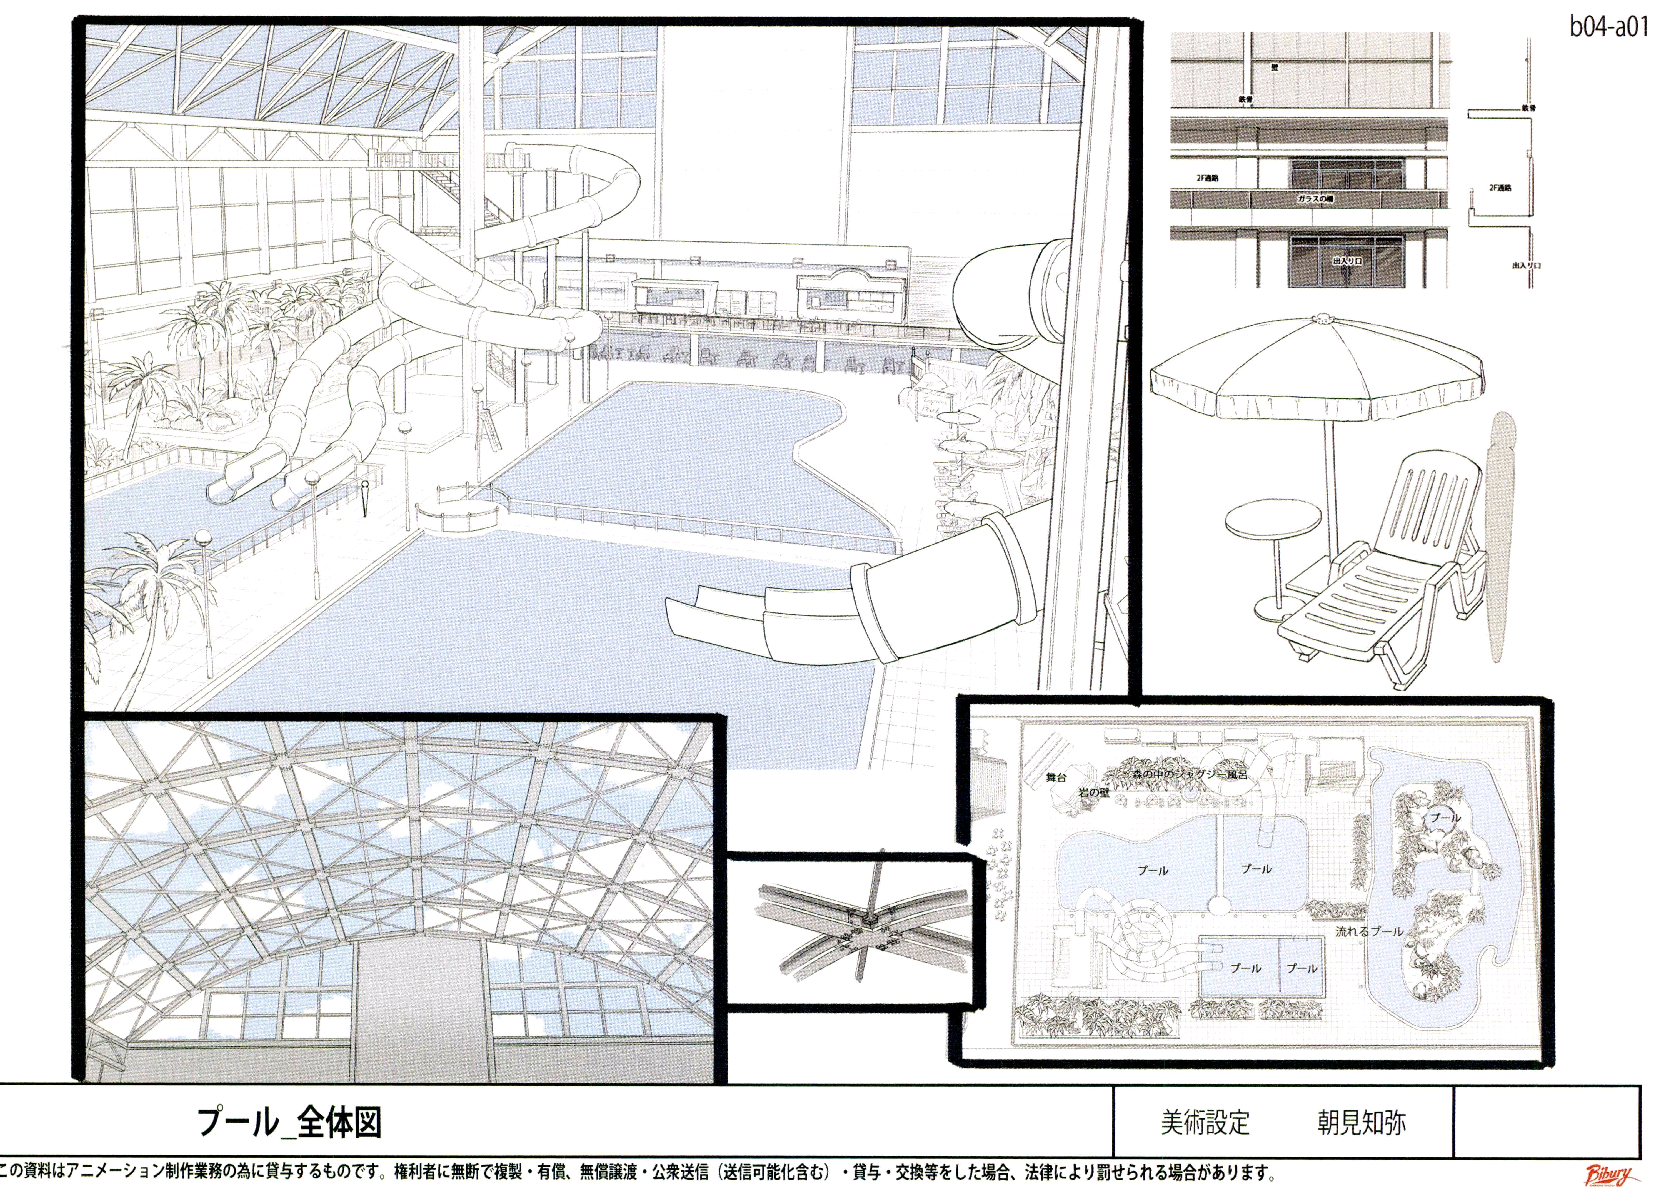 b04-a01
壁
鉄骨
鉄骨
2F通路
2F通路
ガラスの柵
出入り口
出入り口
舞台
森の中のジャグジー風呂
岩の壁
プール
プール
プール
流れるプール
プール
プール
プール_全体図
美術設定
朝見知弥
この資料はアニメーション制作業務の為に貸与するものです。権利者に無断で複製・有償、無償譲渡・公衆送信（送信可能化含む）・貸与・交換等をした場合、法律により罰せられる場合があります。
Bibury